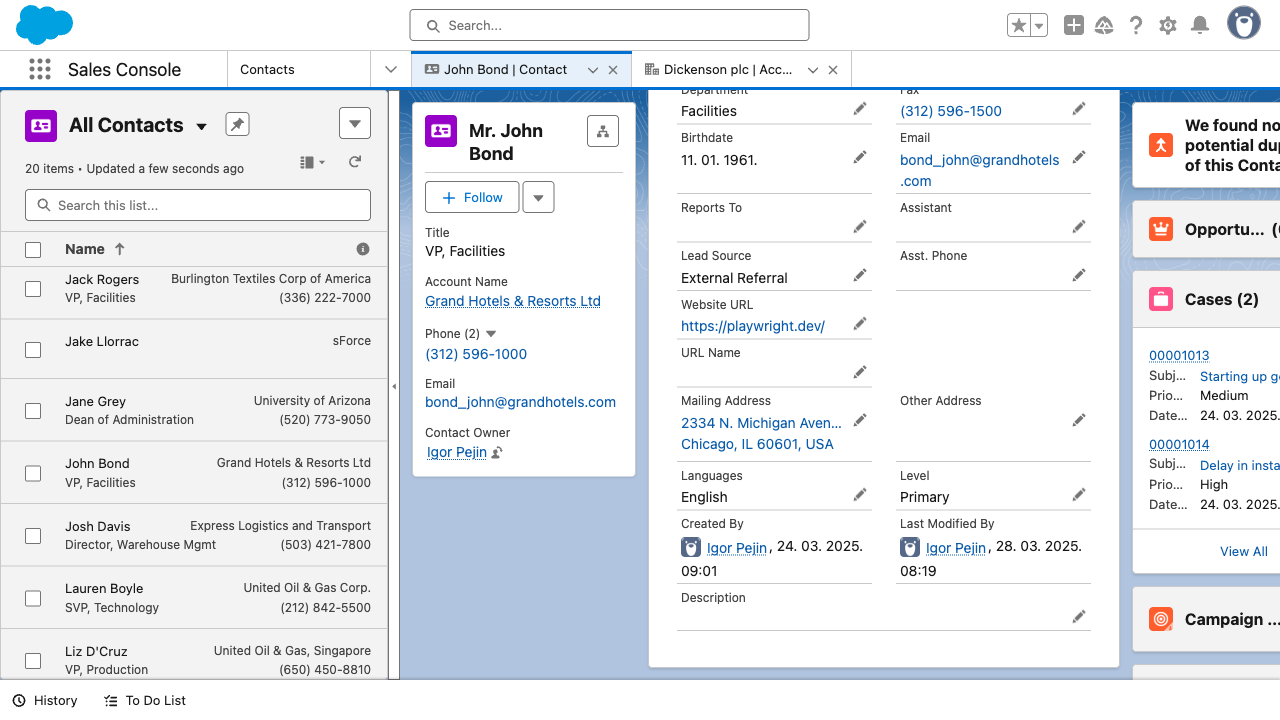 Search...
Sales Console
Contacts
John Bond | Contact
Dickenson plc | Acc...
All Contacts
20 items • Updated a few seconds ago
Search this list...
Name
Jack Rogers
Burlington Textiles Corp of America
VP, Facilities
(336) 222-7000
Jake Llorrac
sForce
Jane Grey
University of Arizona
Dean of Administration
(520) 773-9050
John Bond
Grand Hotels & Resorts Ltd
VP, Facilities
(312) 596-1000
Josh Davis
Express Logistics and Transport
Director, Warehouse Mgmt
(503) 421-7800
Lauren Boyle
United Oil & Gas Corp.
SVP, Technology
(212) 842-5500
Liz D'Cruz
United Oil & Gas, Singapore
VP, Production
(650) 450-8810
Mr. John
Bond
Follow
Title
VP, Facilities
Account Name
Grand Hotels & Resorts Ltd
Phone (2)
(312) 596-1000
Email
bond_john@grandhotels.com
Contact Owner
Igor Pejin
Department
Facilities
Fax
(312) 596-1500
Birthdate
11. 01. 1961.
Email
bond_john@grandhotels
.com
Reports To
Assistant
Lead Source
External Referral
Asst. Phone
Website URL
https://playwright.dev/
URL Name
Mailing Address
2334 N. Michigan Aven...
Chicago, IL 60601, USA
Other Address
Languages
English
Level
Primary
Created By
Igor Pejin, 24. 03. 2025.
09:01
Last Modified By
Igor Pejin, 28. 03. 2025.
08:19
Description
We found no
potential dup
of this Conta
Opportu... (
Cases (2)
00001013
Subj... Starting up g
Prio... Medium
Date... 24. 03. 2025.
00001014
Subj... Delay in insta
Prio... High
Date... 24. 03. 2025.
View All
Campaign ...
History
To Do List